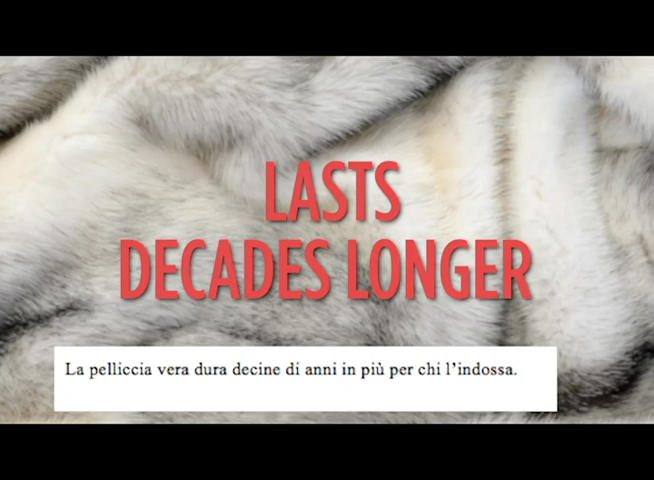 LASTS
DECADES LONGER
La pelliccia vera dura decine di anni in più per chi l'indossa.